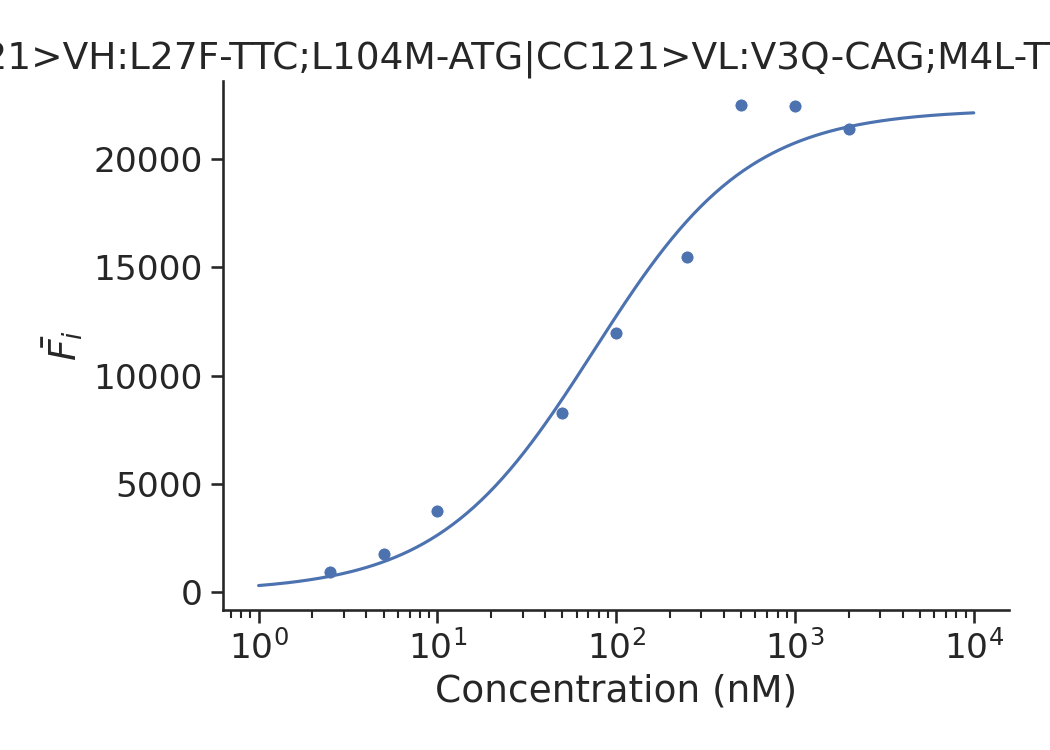 21>VH:L27F-TTC;L104M-ATG|CC121>VL:V3Q-CAG;M4L-T
20000
15000
10000
5000
0
F̄ᵢ
10⁰ 10¹ 10² 10³ 10⁴
Concentration (nM)